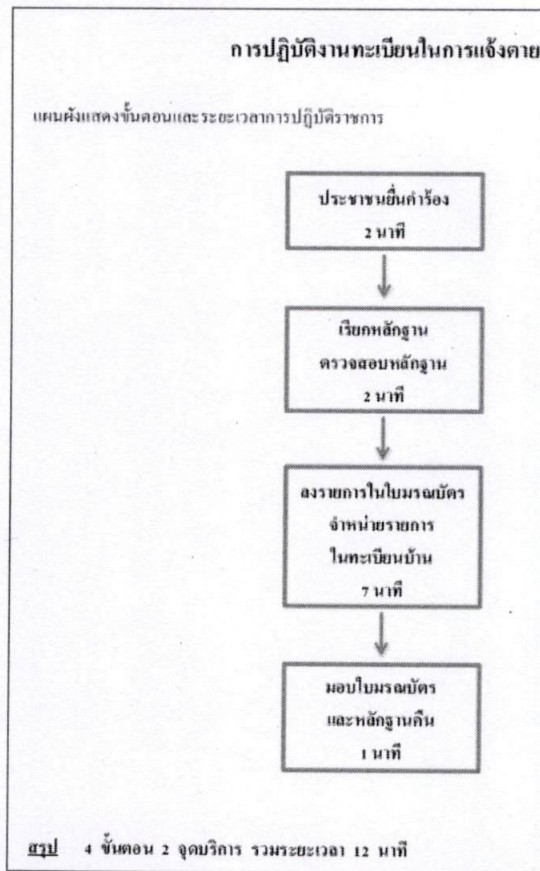 การปฏิบัติงานทะเบียนในการแจ้งตาย
แผนผังแสดงขั้นตอนและระยะเวลาการปฏิบัติราชการ
ประชาชนยื่นคำร้อง
2 นาที
เรียกหลักฐาน
ตรวจสอบหลักฐาน
2 นาที
ลงรายการในใบมรณบัตร
จำหน่ายรายการ
ในทะเบียนบ้าน
7 นาที
มอบใบมรณบัตร
และหลักฐานคืน
1 นาที
สรุป 4 ขั้นตอน 2 จุดบริการ รวมระยะเวลา 12 นาที